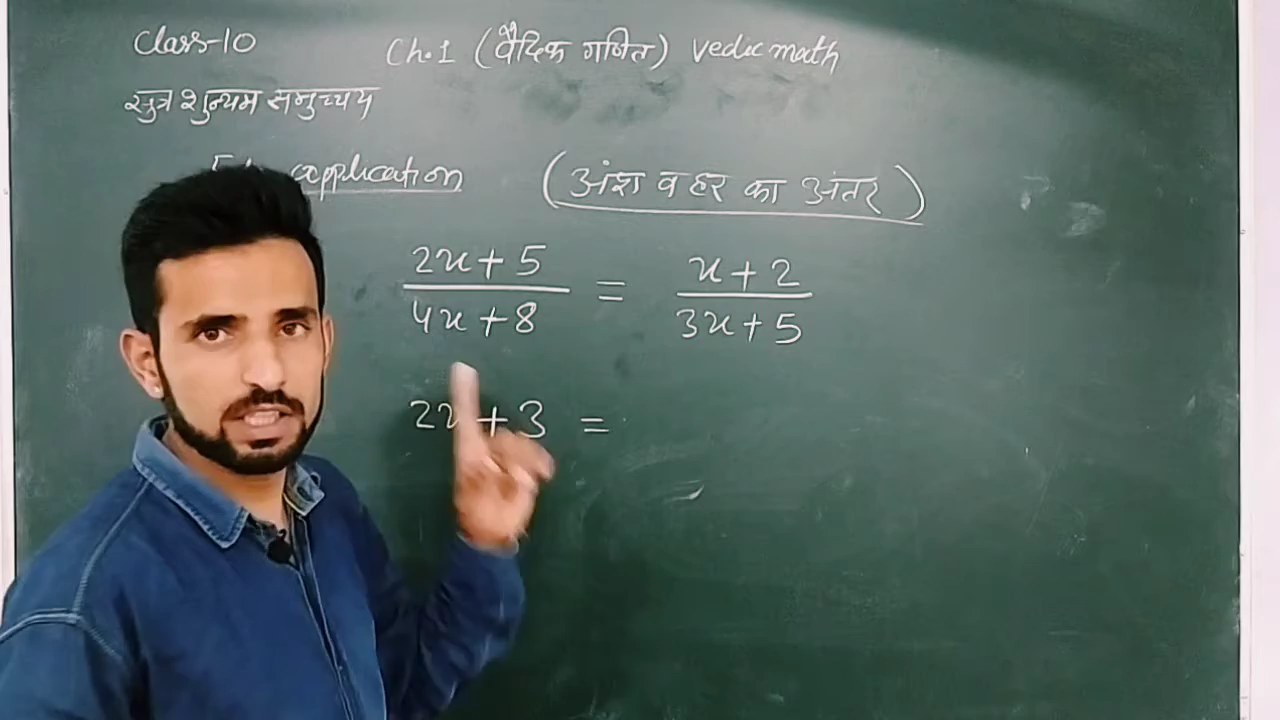 Class-10
Ch.1 (वैदिक गणित) Vedic math
सुत्र शुन्यम समुच्चय
application (अंश व हर का अंतर)
2x + 5 / 4x + 8 = x + 2 / 3x + 5
2x + 3 =